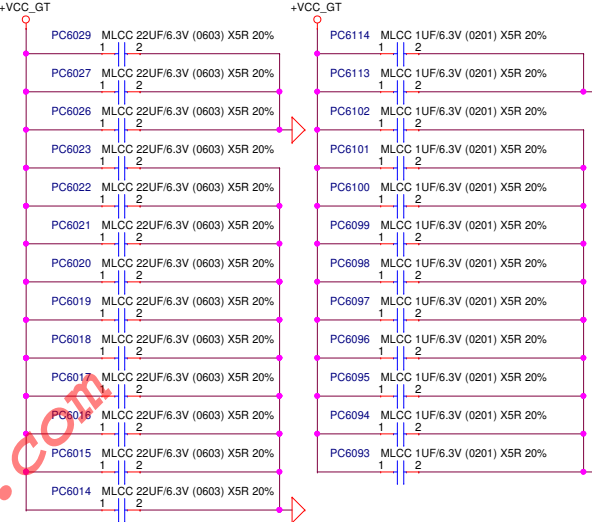 +VCC_GT
PC6029 MLCC 22UF/6.3V (0603) X5R 20%
1 2
PC6027 MLCC 22UF/6.3V (0603) X5R 20%
1 2
PC6026 MLCC 22UF/6.3V (0603) X5R 20%
1 2
PC6023 MLCC 22UF/6.3V (0603) X5R 20%
1 2
PC6022 MLCC 22UF/6.3V (0603) X5R 20%
1 2
PC6021 MLCC 22UF/6.3V (0603) X5R 20%
1 2
PC6020 MLCC 22UF/6.3V (0603) X5R 20%
1 2
PC6019 MLCC 22UF/6.3V (0603) X5R 20%
1 2
PC6018 MLCC 22UF/6.3V (0603) X5R 20%
1 2
PC6017 MLCC 22UF/6.3V (0603) X5R 20%
1 2
PC6016 MLCC 22UF/6.3V (0603) X5R 20%
1 2
PC6015 MLCC 22UF/6.3V (0603) X5R 20%
1 2
PC6014 MLCC 22UF/6.3V (0603) X5R 20%
1 2
+VCC_GT
PC6114 MLCC 1UF/6.3V (0201) X5R 20%
1 2
PC6113 MLCC 1UF/6.3V (0201) X5R 20%
1 2
PC6102 MLCC 1UF/6.3V (0201) X5R 20%
1 2
PC6101 MLCC 1UF/6.3V (0201) X5R 20%
1 2
PC6100 MLCC 1UF/6.3V (0201) X5R 20%
1 2
PC6099 MLCC 1UF/6.3V (0201) X5R 20%
1 2
PC6098 MLCC 1UF/6.3V (0201) X5R 20%
1 2
PC6097 MLCC 1UF/6.3V (0201) X5R 20%
1 2
PC6096 MLCC 1UF/6.3V (0201) X5R 20%
1 2
PC6095 MLCC 1UF/6.3V (0201) X5R 20%
1 2
PC6094 MLCC 1UF/6.3V (0201) X5R 20%
1 2
PC6093 MLCC 1UF/6.3V (0201) X5R 20%
1 2
.com